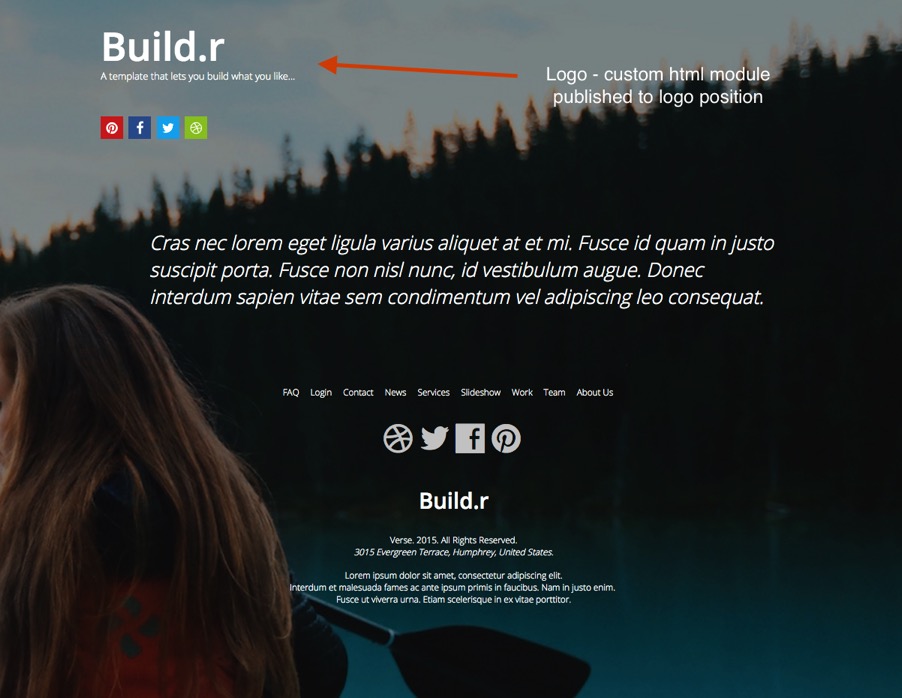 Build.r
A template that lets you build what you like...
Logo - custom html module
published to logo position
Cras nec lorem eget ligula varius aliquet at et mi. Fusce id quam in justo
suscipit porta. Fusce non nisl nunc, id vestibulum augue. Donec
interdum sapien vitae sem condimentum vel adipiscing leo consequat.
FAQ Login Contact News Services Slideshow Work Team About Us
Build.r
Verse. 2015. All Rights Reserved.
3015 Evergreen Terrace, Humphrey, United States.
Lorem ipsum dolor sit amet, consectetur adipiscing elit.
Interdum et malesuada fames ac ante ipsum primis in faucibus. Nam in justo enim.
Fusce ut viverra urna. Etiam scelerisque in ex vitae porttitor.